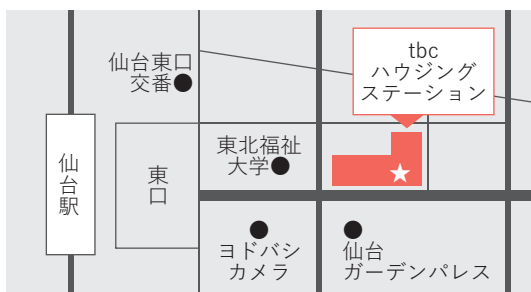 tbc
ハウジング
ステーション
仙台東口
交番
仙台駅
東口
東北福祉
大学
ヨドバシ
カメラ
仙台
ガーデンパレス